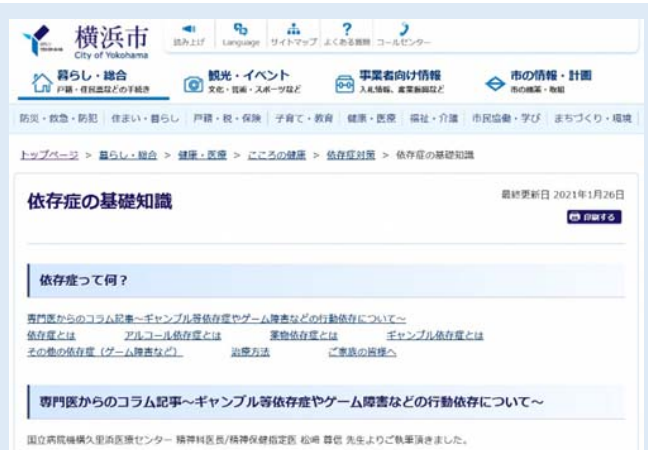 横浜市
City of Yokohama
読み上げ Language サイトマップ よくある質問 コールセンター
暮らし・総合 観光・イベント 事業者向け情報 市の情報・計画
戸籍・住民票などの手続き 文化・芸術・スポーツなど 入札情報、産業振興など 市の施策・取組
防災・救急・防犯 住まい・暮らし 戸籍・税・保険 子育て・教育 健康・医療 福祉・介護 市民協働・学び まちづくり・環境
トップページ > 暮らし・総合 > 健康・医療 > こころの健康 > 依存症対策 > 依存症の基礎知識
依存症の基礎知識
最終更新日 2021年1月26日
印刷する
依存症って何？
専門医からのコラム記事～ギャンブル等依存症やゲーム障害などの行動依存について～
依存症とは アルコール依存症とは 薬物依存症とは ギャンブル依存症とは
その他の依存症（ゲーム障害など） 治療方法 ご家族の皆様へ
専門医からのコラム記事～ギャンブル等依存症やゲーム障害などの行動依存について～
国立病院機構久里浜医療センター 精神科医長/精神保健指定医 松﨑 尊信 先生よりご執筆頂きました。